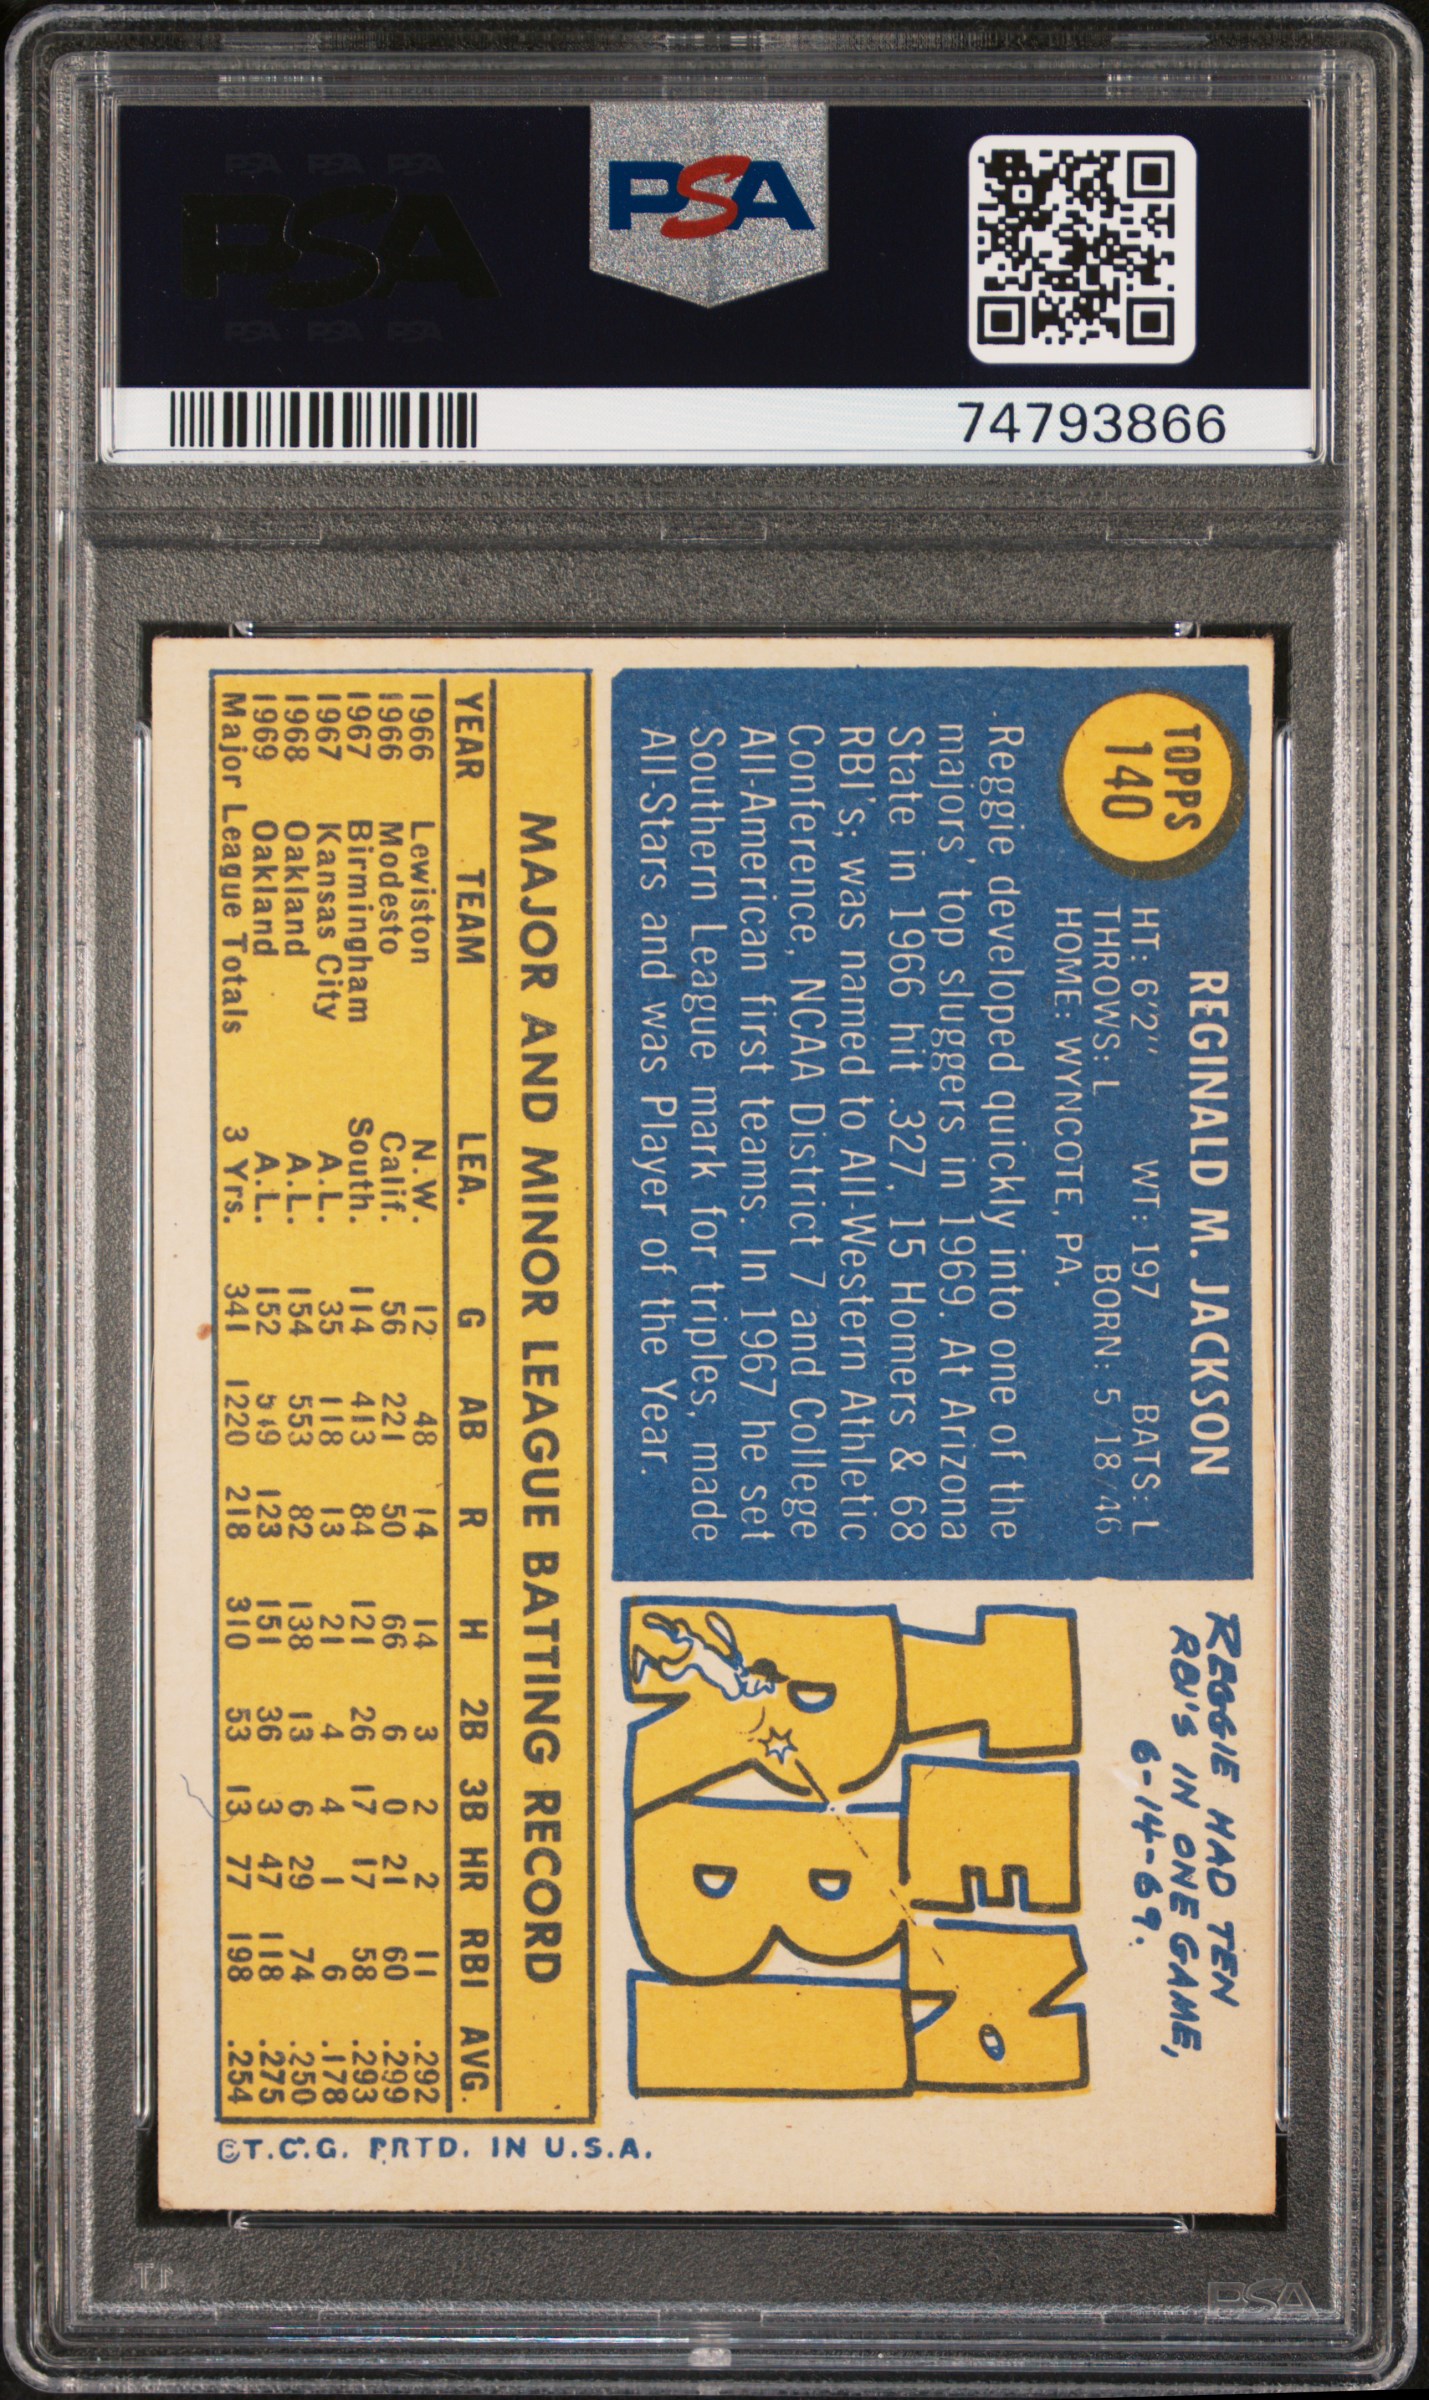 PSA PSA PSA
PSA
PSA PSA PSA
PSA
74793866
TOPPS
140
REGINALD M. JACKSON
HT: 6'2" WT: 197 BATS: L
THROWS: L BORN: 5/18/46
HOME: WYNCOTE, PA.
Reggie developed quickly into one of the
majors' top sluggers in 1969. At Arizona
State in 1966 hit .327, 15 Homers & 68
RBI's; was named to All-Western Athletic
Conference, NCAA District 7 and College
All-American first teams. In 1967 he set
Southern League mark for triples, made
All-Stars and was Player of the Year.
REGGIE HAD TEN
RBI'S IN ONE GAME,
6-14-69.
TEN
RBI
MAJOR AND MINOR LEAGUE BATTING RECORD
YEAR TEAM LEA. G AB R H 2B 3B HR RBI AVG.
1966 Lewiston N.W. 12 48 14 14 3 2 2 11 .292
1966 Modesto Calif. 56 221 50 66 6 0 21 60 .299
1967 Birmingham South. 114 413 84 121 26 17 17 58 .293
1967 Kansas City A.L. 35 118 13 21 4 4 1 6 .178
1968 Oakland A.L. 154 553 82 138 13 6 29 74 .250
1969 Oakland A.L. 152 549 123 151 36 3 47 118 .275
Major League Totals 3 Yrs. 341 1220 218 310 53 13 77 198 .254
©T.C.G. PRTD. IN U.S.A.
PSA